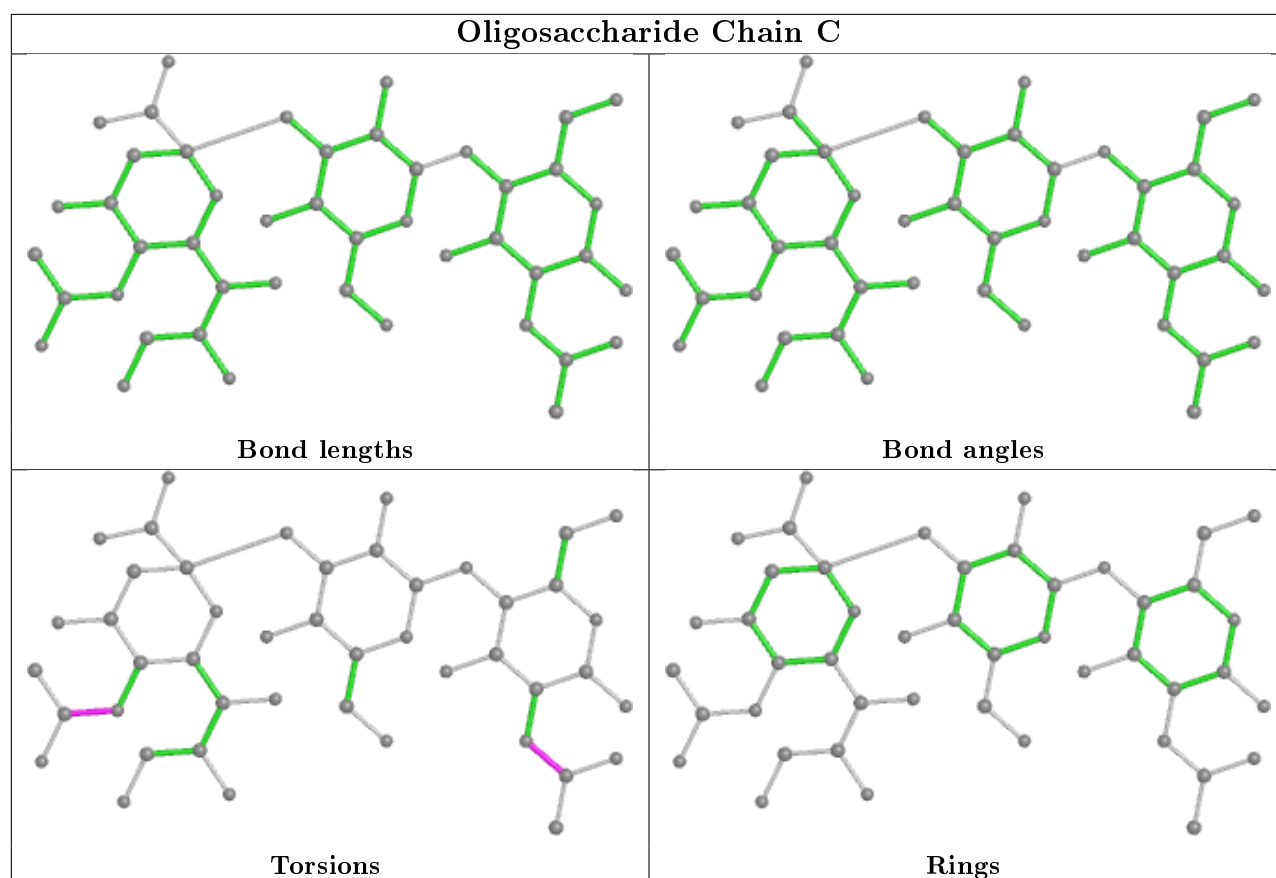 Oligosaccharide Chain C
Bond lengths
Bond angles
Torsions
Rings